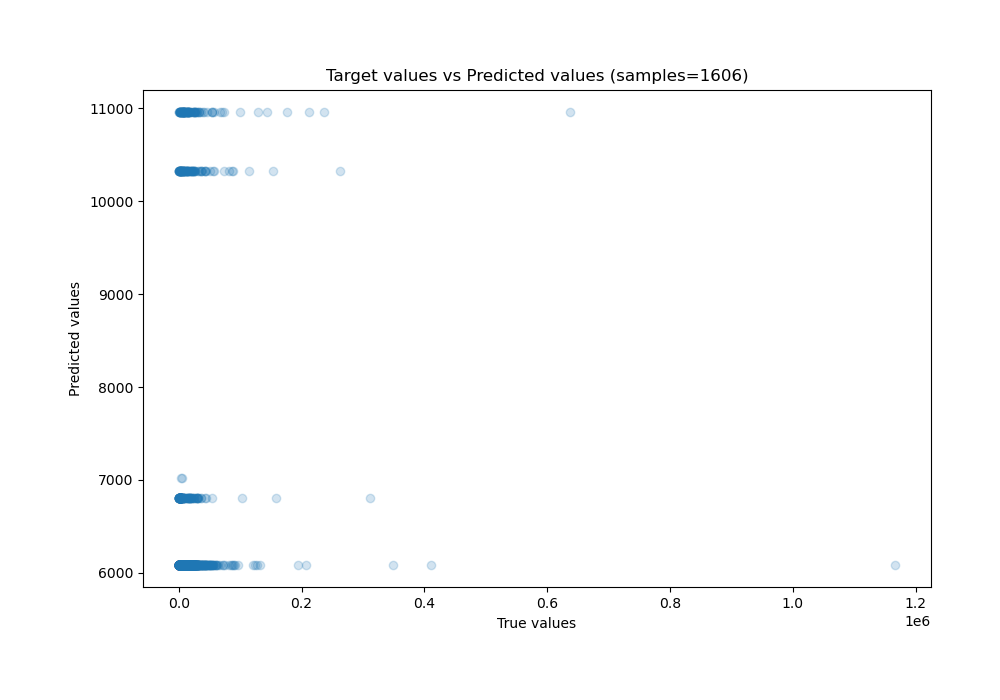 Target values vs Predicted values (samples=1606)
11000
10000
9000
8000
7000
6000
Predicted values
0.0 0.2 0.4 0.6 0.8 1.0 1.2
1e6
True values